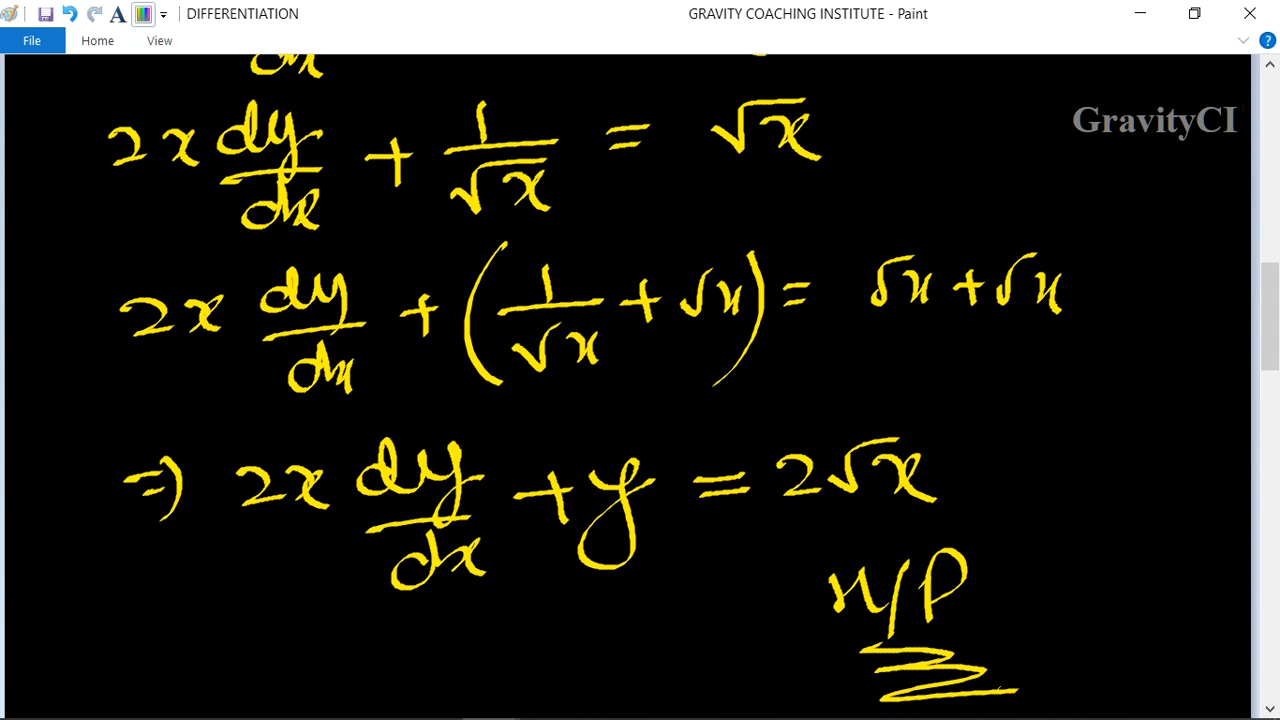 DIFFERENTIATION GRAVITY COACHING INSTITUTE - Paint
File Home View
dx
GravityCI
2x dy/dx + 1/√x = √x
2x dy/dx + (1/√x + √x) = √x + √x
=) 2x dy/dx + y = 2√x
H/P